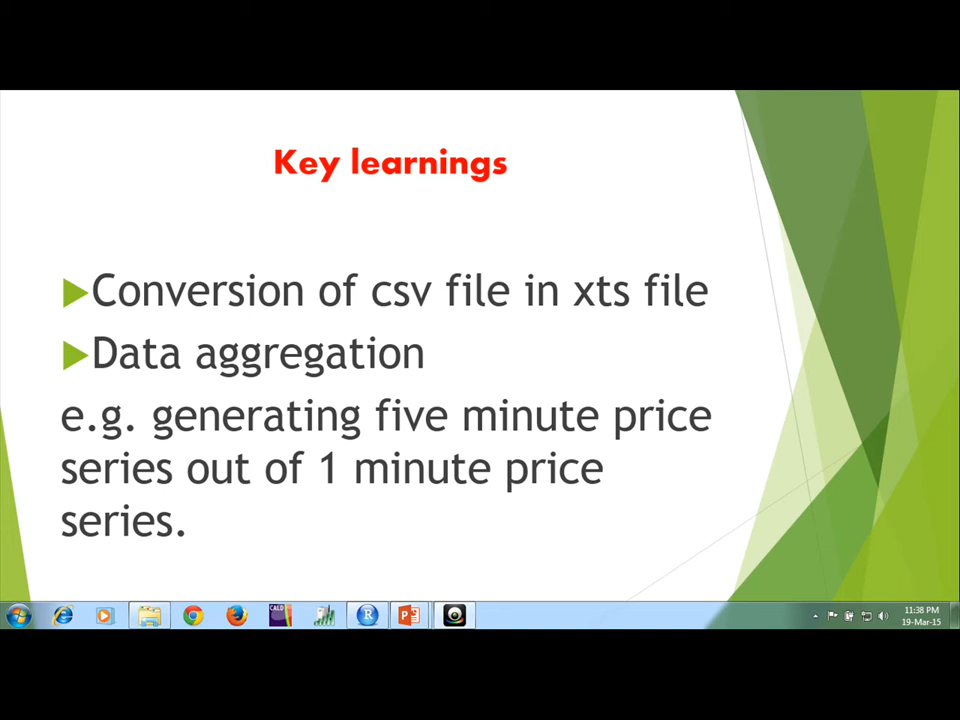 Key learnings
Conversion of csv file in xts file
Data aggregation
e.g. generating five minute price
series out of 1 minute price
series.
CALD
11:38 PM
19-Mar-15